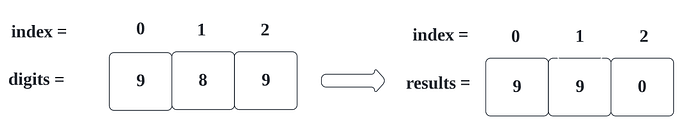 index = 0 1 2
digits = 9 8 9
index = 0 1 2
results = 9 9 0